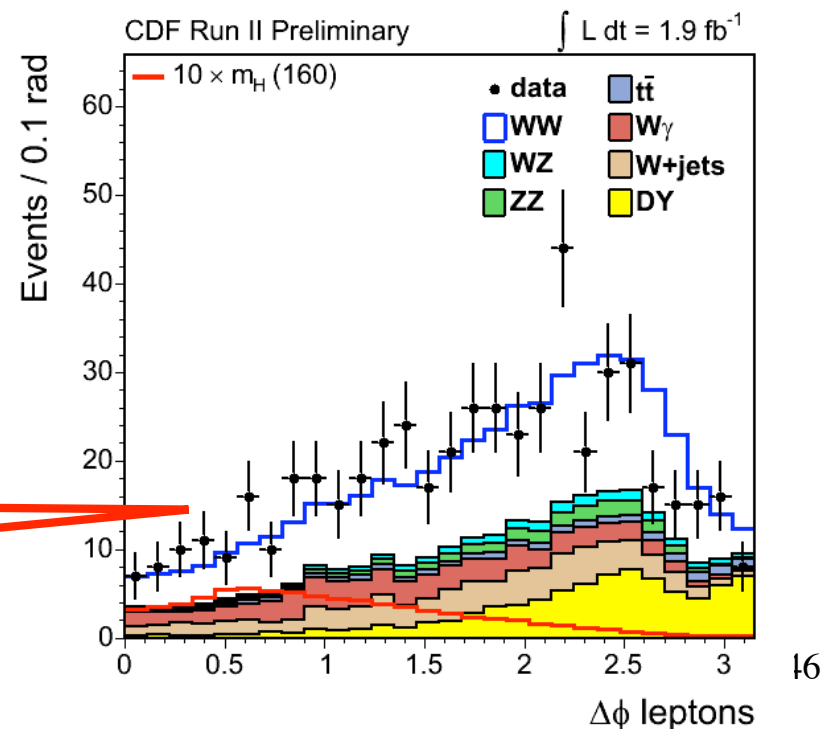 CDF Run II Preliminary
∫ L dt = 1.9 fb⁻¹
Events / 0.1 rad
10 × m_H (160)
data
WW
WZ
ZZ
tt̄
Wγ
W+jets
DY
60
50
40
30
20
10
0
0 0.5 1 1.5 2 2.5 3
Δϕ leptons